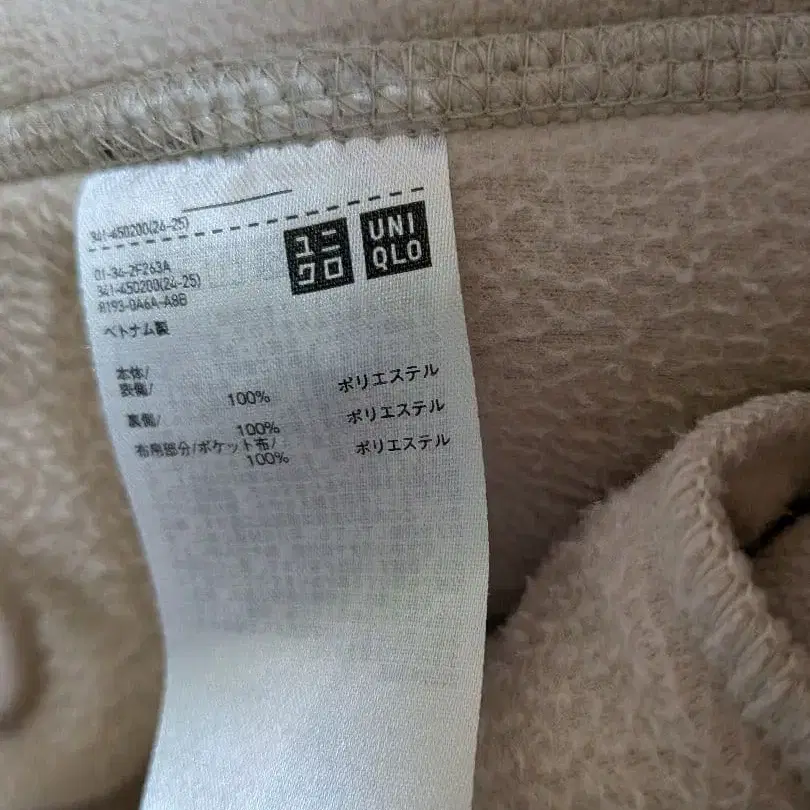 341-450200(24-25)
ユニ
クロ
UNI
QLO
01-34-2F263A
341-450200(24-25)
R193-0A6A-A8B
ベトナム製
本体/
表側/ 100% ポリエステル
裏側/ 100% ポリエステル
布帛部分/ポケット布/
100% ポリエステル